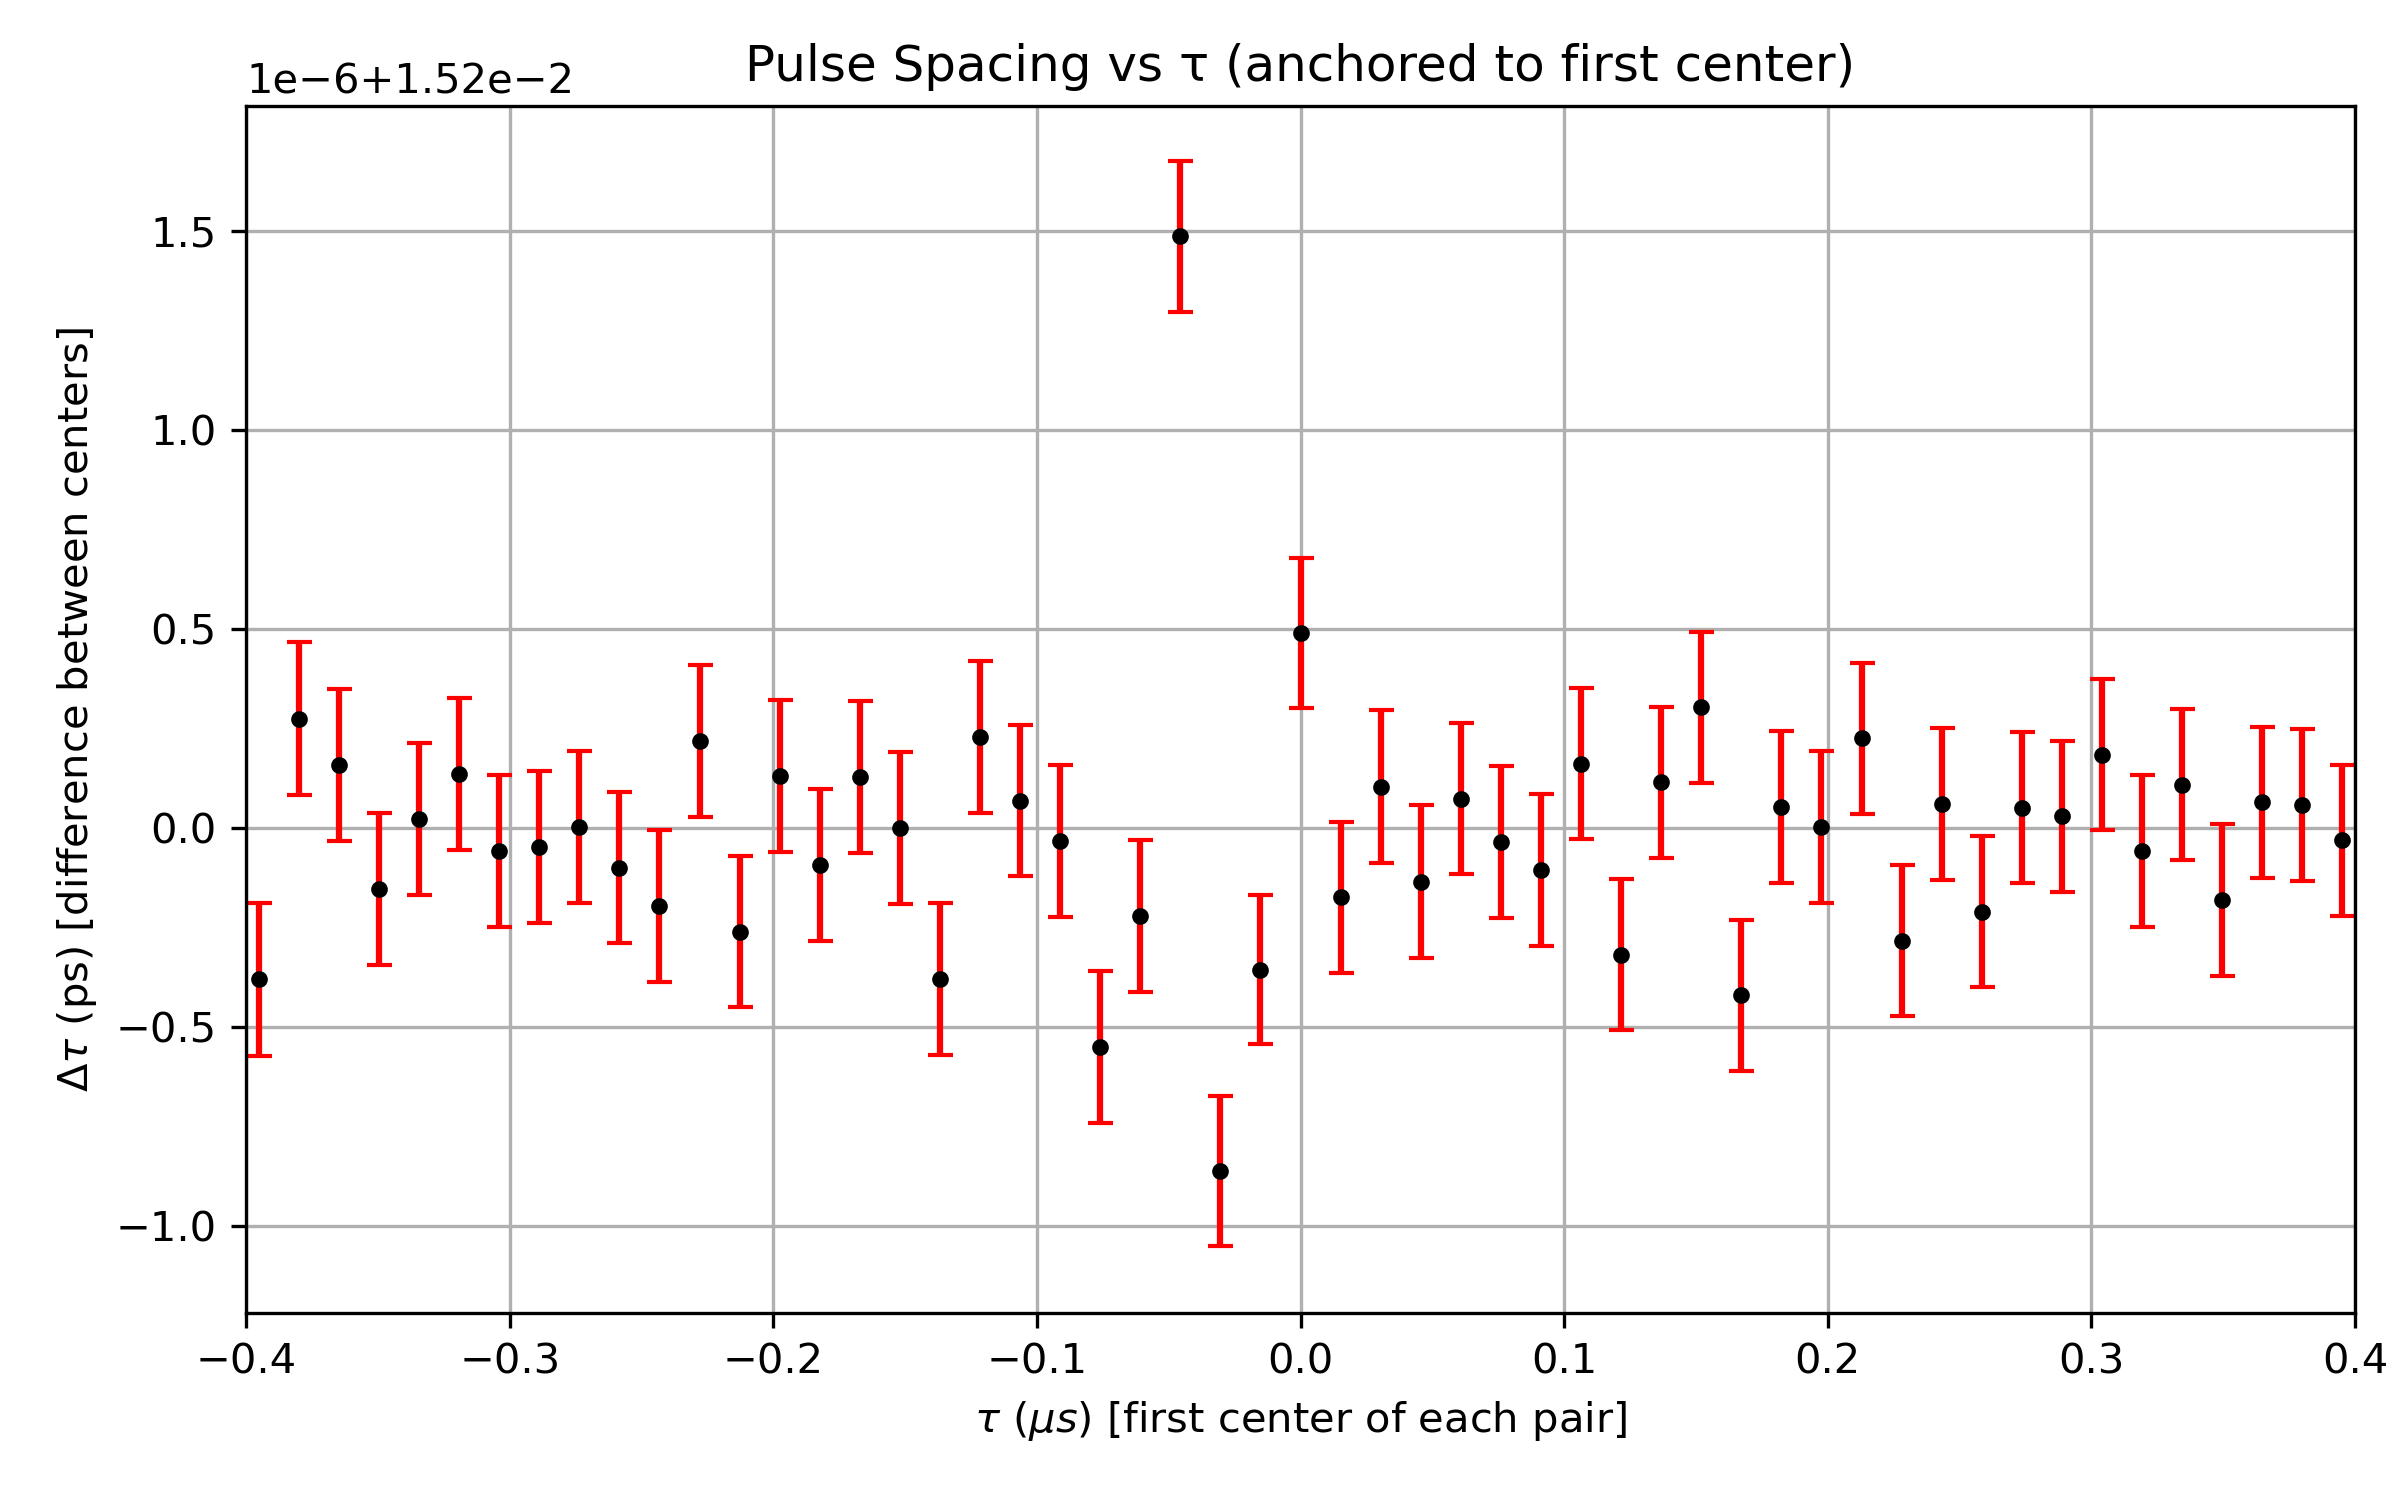 Pulse Spacing vs τ (anchored to first center)
1e−6+1.52e−2
Δτ (ps) [difference between centers]
1.5
1.0
0.5
0.0
−0.5
−1.0
−0.4 −0.3 −0.2 −0.1 0.0 0.1 0.2 0.3 0.4
τ (μs) [first center of each pair]